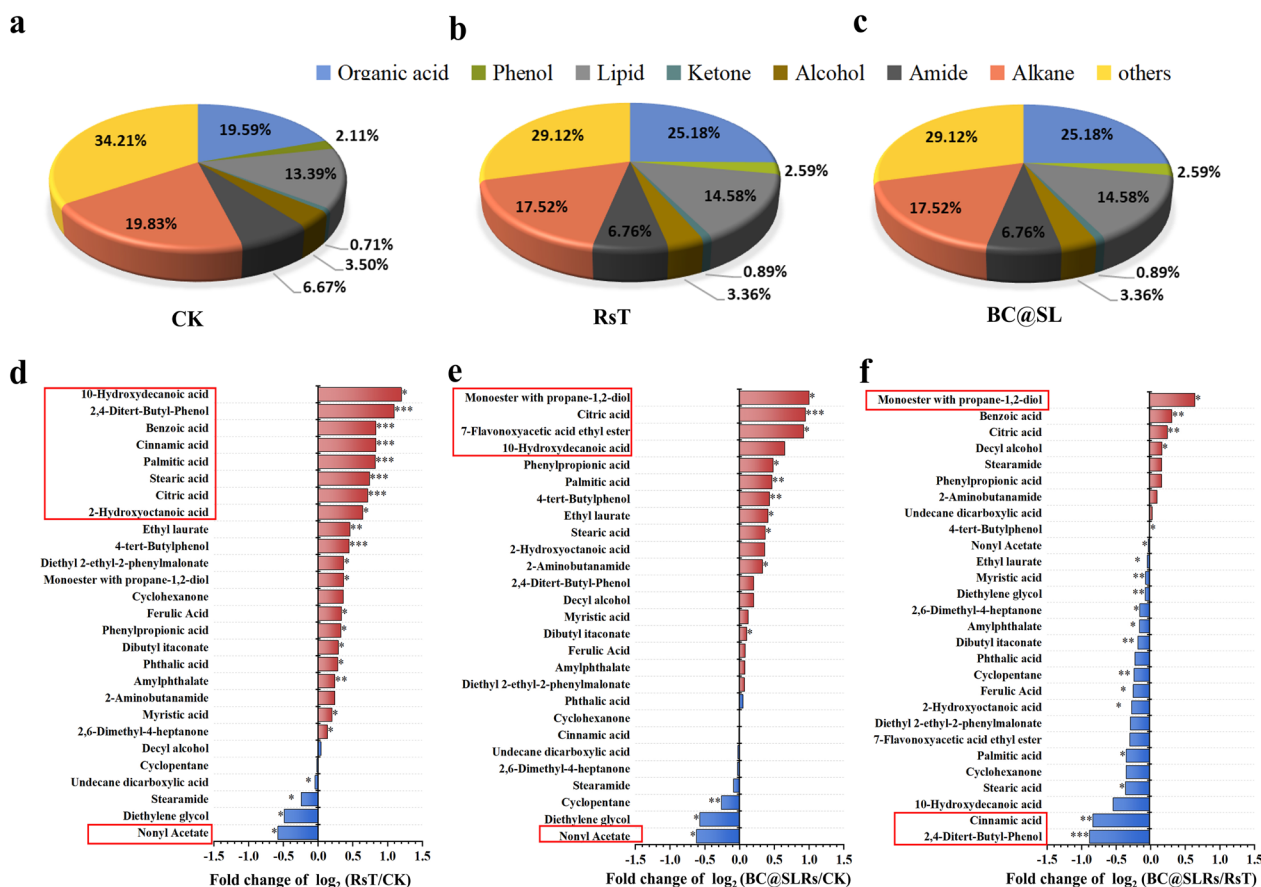 a
b
c
Organic acid Phenol Lipid Ketone Alcohol Amide Alkane others
34.21%
19.59%
2.11%
13.39%
0.71%
3.50%
6.67%
19.83%
CK
29.12%
25.18%
2.59%
14.58%
0.89%
3.36%
6.76%
17.52%
RsT
29.12%
25.18%
2.59%
14.58%
0.89%
3.36%
6.76%
17.52%
BC@SL
d
10-Hydroxydecanoic acid *
2,4-Ditert-Butyl-Phenol ***
Benzoic acid ***
Cinnamic acid ***
Palmitic acid ***
Stearic acid ***
Citric acid ***
2-Hydroxyoctanoic acid *
Ethyl laurate **
4-tert-Butylphenol ***
Diethyl 2-ethyl-2-phenylmalonate *
Monoester with propane-1,2-diol *
Cyclohexanone
Ferulic Acid *
Phenylpropionic acid *
Dibutyl itaconate *
Phthalic acid *
Amylphthalate **
2-Aminobutanamide
Myristic acid *
2,6-Dimethyl-4-heptanone *
Decyl alcohol
Cyclopentane
Undecane dicarboxylic acid *
Stearamide *
Diethylene glycol *
Nonyl Acetate *
-1.5 -1.0 -0.5 0.0 0.5 1.0 1.5
Fold change of log2 (RsT/CK)
e
Monoester with propane-1,2-diol *
Citric acid ***
7-Flavonoxyacetic acid ethyl ester *
10-Hydroxydecanoic acid
Phenylpropionic acid *
Palmitic acid **
4-tert-Butylphenol **
Ethyl laurate *
Stearic acid *
2-Hydroxyoctanoic acid
2-Aminobutanamide *
2,4-Ditert-Butyl-Phenol
Decyl alcohol
Myristic acid
Dibutyl itaconate *
Ferulic Acid
Amylphthalate
Diethyl 2-ethyl-2-phenylmalonate
Phthalic acid
Cyclohexanone
Cinnamic acid
Undecane dicarboxylic acid
2,6-Dimethyl-4-heptanone
Stearamide
Cyclopentane **
Diethylene glycol *
Nonyl Acetate *
-1.5 -1.0 -0.5 0.0 0.5 1.0 1.5
Fold change of log2 (BC@SLRs/CK)
f
Monoester with propane-1,2-diol *
Benzoic acid **
Citric acid **
Decyl alcohol *
Stearamide
Phenylpropionic acid
2-Aminobutanamide
Undecane dicarboxylic acid
4-tert-Butylphenol *
Nonyl Acetate *
Ethyl laurate *
Myristic acid **
Diethylene glycol **
2,6-Dimethyl-4-heptanone *
Amylphthalate *
Dibutyl itaconate **
Phthalic acid
Cyclopentane **
Ferulic Acid *
2-Hydroxyoctanoic acid *
Diethyl 2-ethyl-2-phenylmalonate
7-Flavonoxyacetic acid ethyl ester
Palmitic acid *
Cyclohexanone
Stearic acid *
10-Hydroxydecanoic acid
Cinnamic acid **
2,4-Ditert-Butyl-Phenol ***
-1.5 -1.0 -0.5 0.0 0.5 1.0 1.5
Fold change of log2 (BC@SLRs/RsT)